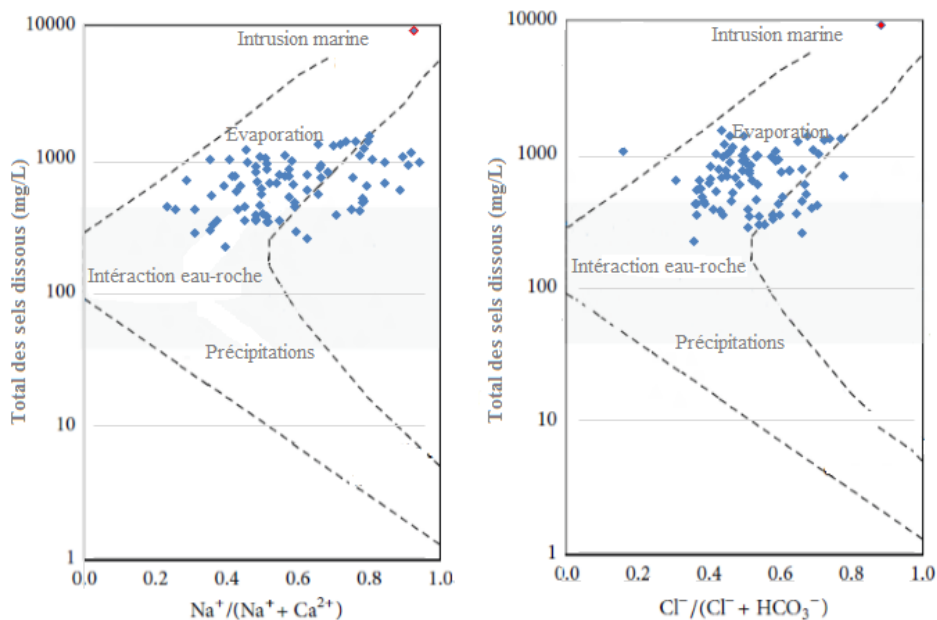 10000
Intrusion marine
Evaporation
1000
Intéraction eau-roche
100
Précipitations
10
1
Total des sels dissous (mg/L)
0.0 0.2 0.4 0.6 0.8 1.0
Na⁺/(Na⁺+ Ca²⁺)
10000
Intrusion marine
Evaporation
1000
Intéraction eau-roche
100
Précipitations
10
1
Total des sels dissous (mg/L)
0.0 0.2 0.4 0.6 0.8 1.0
Cl⁻/(Cl⁻+ HCO₃⁻)